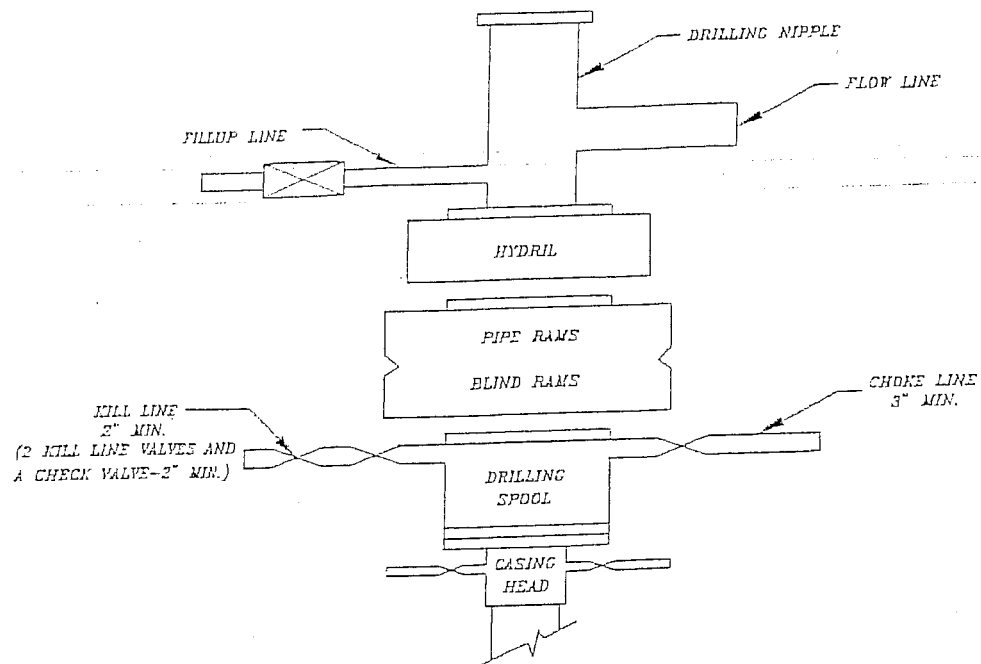 DRILLING NIPPLE
FLOW LINE
FILLUP LINE
HYDRIL
PIPE RAMS
BLIND RAMS
KILL LINE
2" MIN.
(2 KILL LINE VALVES AND
A CHECK VALVE-2" MIN.)
CHOKE LINE
3" MIN.
DRILLING
SPOOL
CASING
HEAD